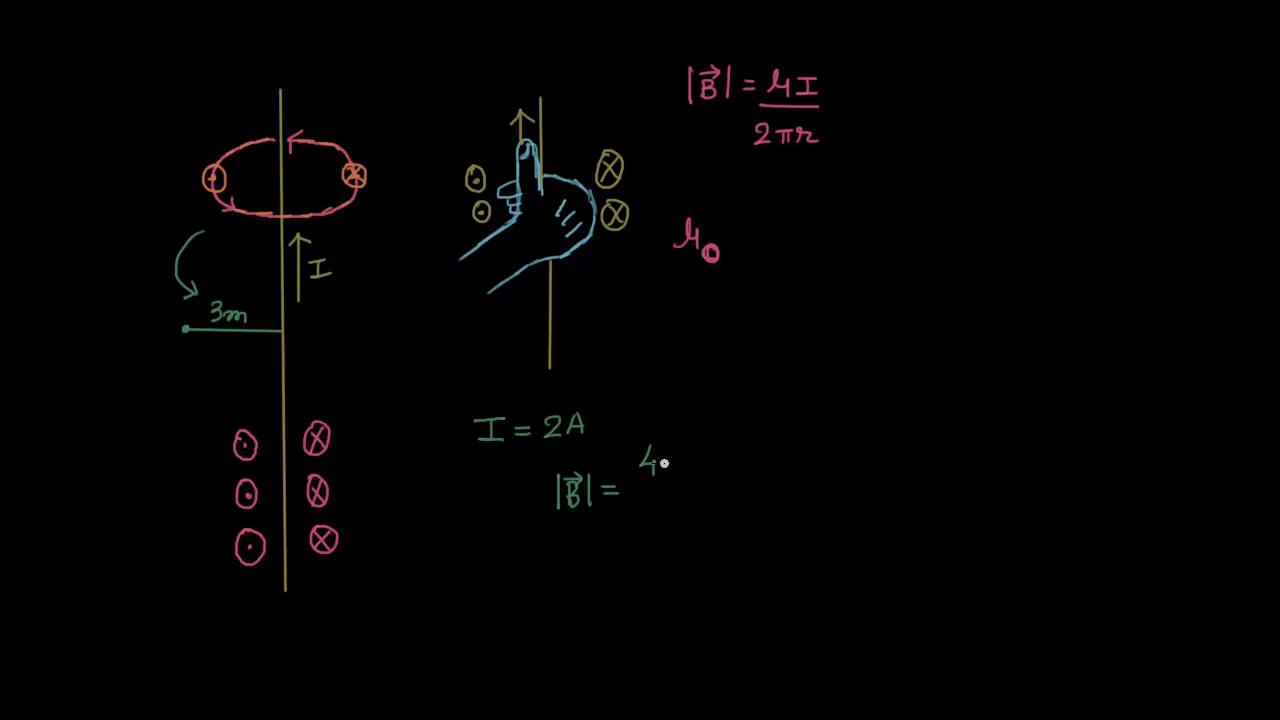 |B⃗| = μI
2πr
μ₀
I
3m
I = 2A
|B⃗| = 4